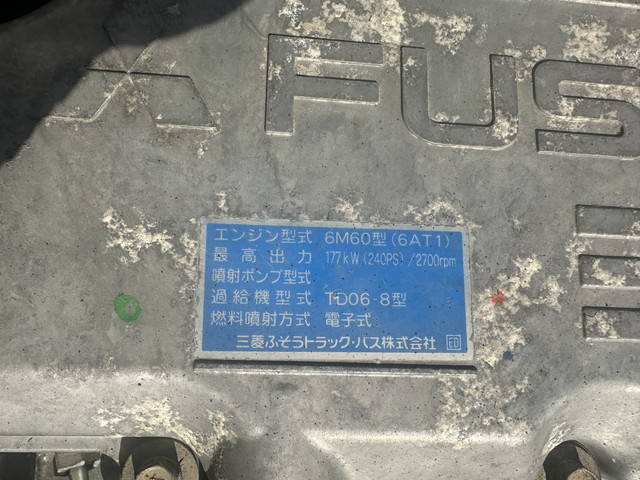 FUS
エンジン型式 6M60型(6AT1)
最高出力 177kW(240PS)/2700rpm
噴射ポンプ型式
過給機型式 TD06-8型
燃料噴射方式 電子式
三菱ふそうトラック・バス株式会社 ED